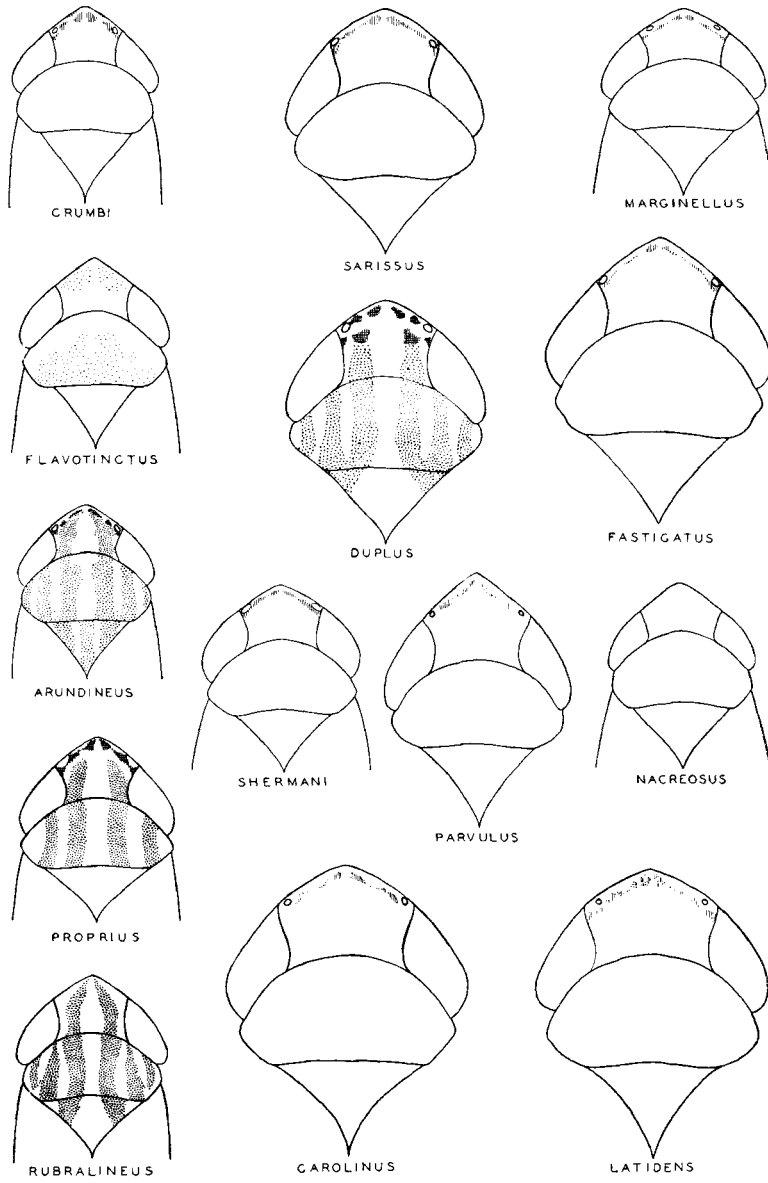 CRUMBI
SARISSUS
MARGINELLUS
FLAVOTINCTUS
DUPLUS
FASTIGATUS
ARUNDINEUS
SHERMANI
PARVULUS
NACREOSUS
PROPRIUS
RUBRALINEUS
CAROLINUS
LATIDENS